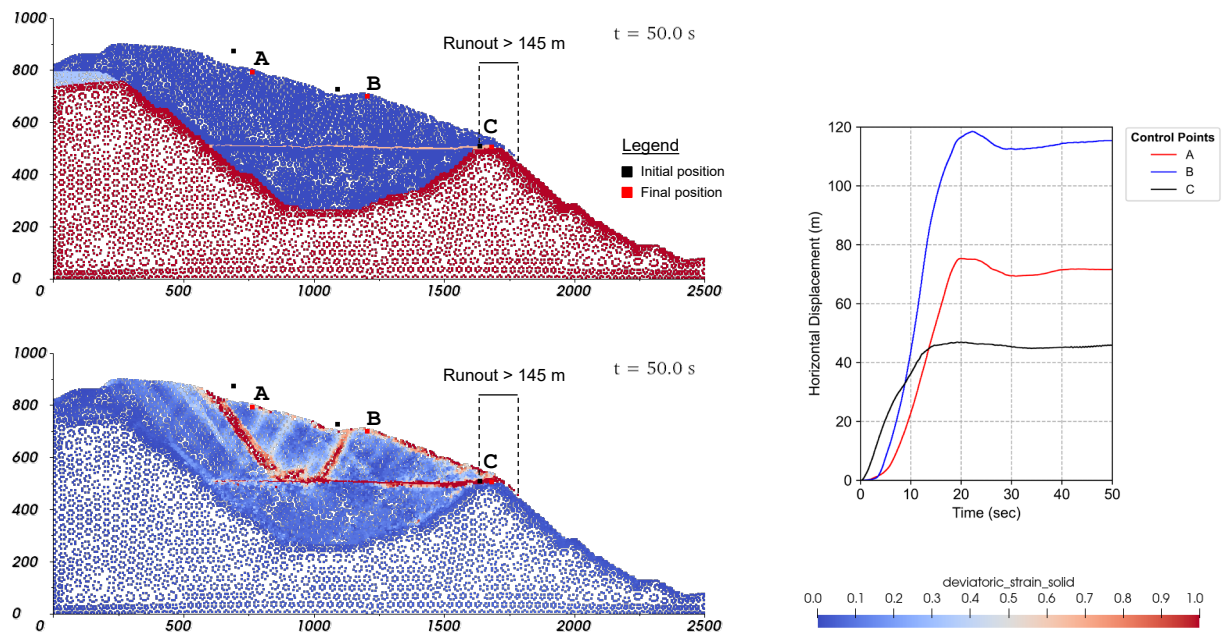 1000
800
600
400
200
0
0
500
1000
1500
2000
2500
A
B
C
Runout > 145 m
t = 50.0 s
Legend
Initial position
Final position
1000
800
600
400
200
0
0
500
1000
1500
2000
2500
A
B
C
Runout > 145 m
t = 50.0 s
Horizontal Displacement (m)
120
100
80
60
40
20
0
0
10
20
30
40
50
Time (sec)
Control Points
A
B
C
deviatoric_strain_solid
0.0
0.1
0.2
0.3
0.4
0.5
0.6
0.7
0.8
0.9
1.0